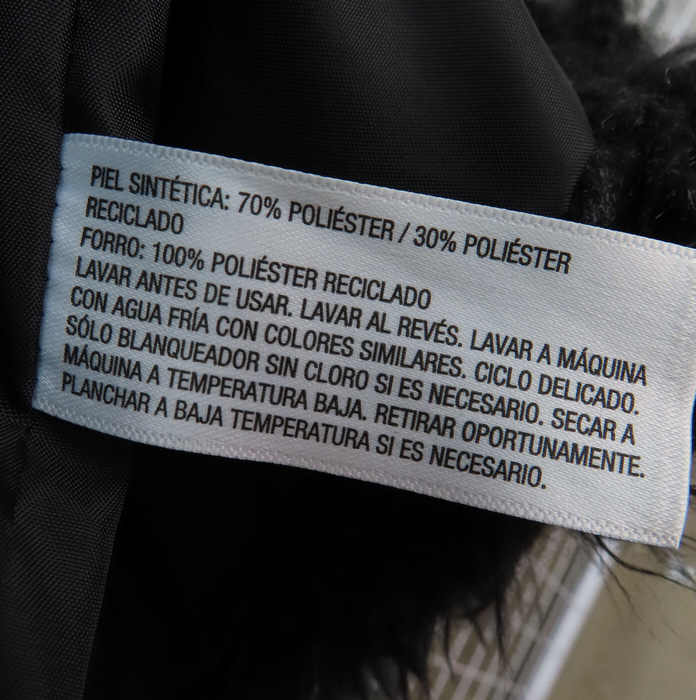 PIEL SINTÉTICA: 70% POLIÉSTER / 30% POLIÉSTER
RECICLADO
FORRO: 100% POLIÉSTER RECICLADO
LAVAR ANTES DE USAR. LAVAR AL REVÉS. LAVAR A MÁQUINA
CON AGUA FRÍA CON COLORES SIMILARES. CICLO DELICADO.
SÓLO BLANQUEADOR SIN CLORO SI ES NECESARIO. SECAR A
MÁQUINA A TEMPERATURA BAJA. RETIRAR OPORTUNAMENTE.
PLANCHAR A BAJA TEMPERATURA SI ES NECESARIO.